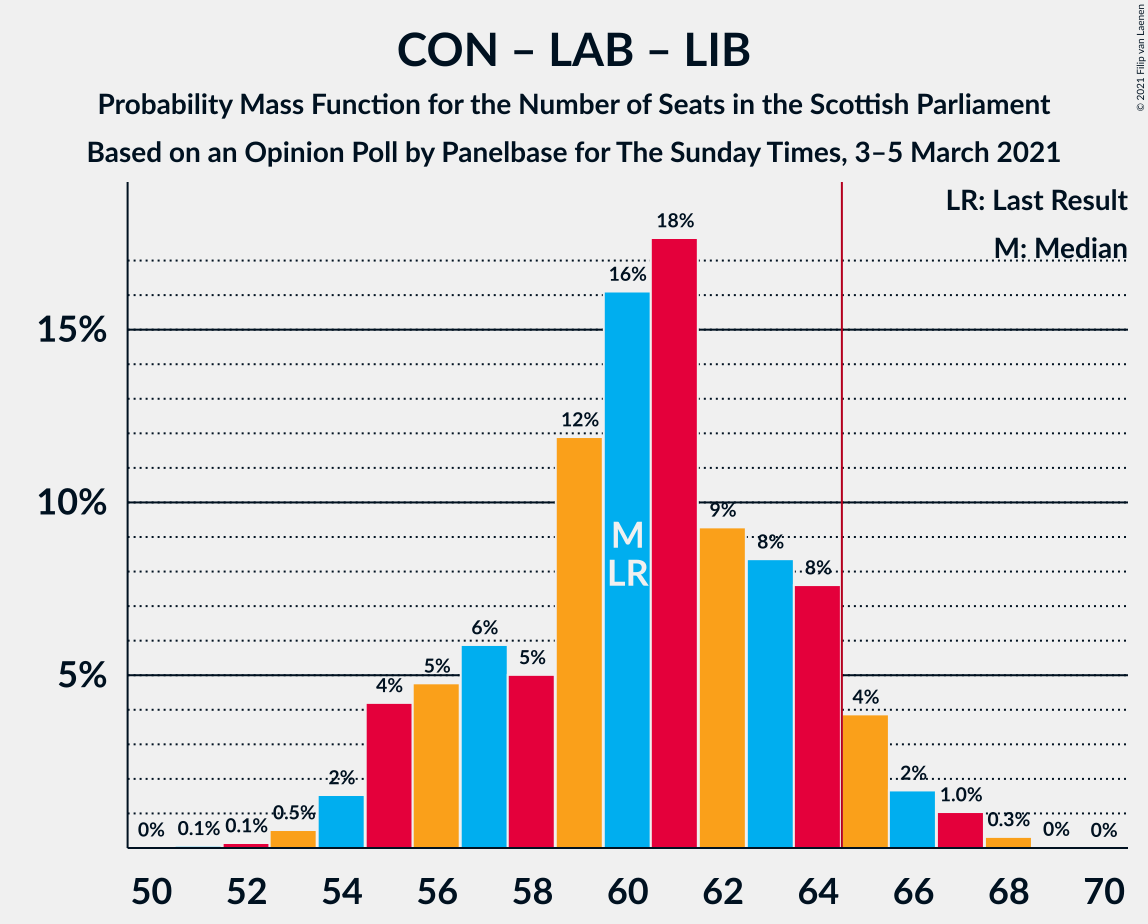 CON – LAB – LIB
Probability Mass Function for the Number of Seats in the Scottish Parliament
Based on an Opinion Poll by Panelbase for The Sunday Times, 3–5 March 2021
© 2021 Filip van Laenen
LR: Last Result
M: Median
15%
10%
5%
0%
0.1%
0.1%
0.5%
2%
4%
5%
6%
5%
12%
16%
18%
9%
8%
8%
4%
2%
1.0%
0.3%
0%
0%
M
LR
50 52 54 56 58 60 62 64 66 68 70